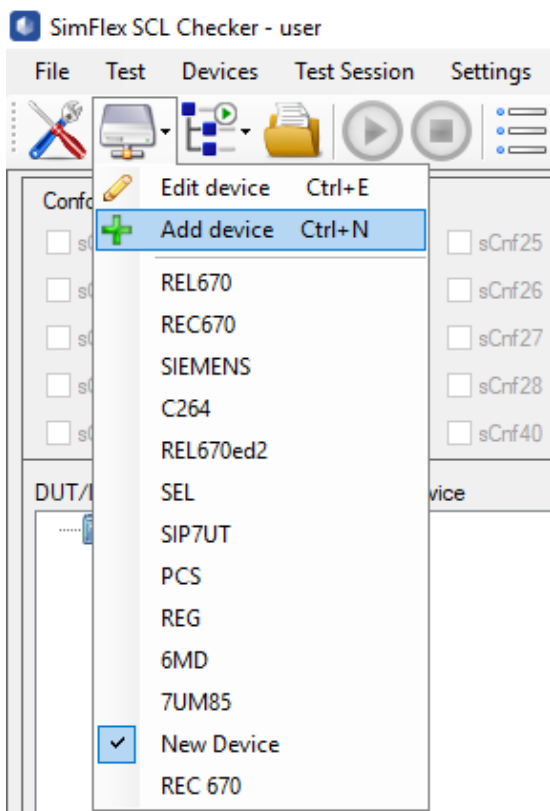 SimFlex SCL Checker - user
File Test Devices Test Session Settings
Edit device Ctrl+E
Add device Ctrl+N
sCnf25
REL670
sCnf26
REC670
sCnf27
SIEMENS
C264
sCnf28
REL670ed2
sCnf40
DUT/
SEL
SIP7UT
PCS
REG
6MD
7UM85
New Device
REC 670